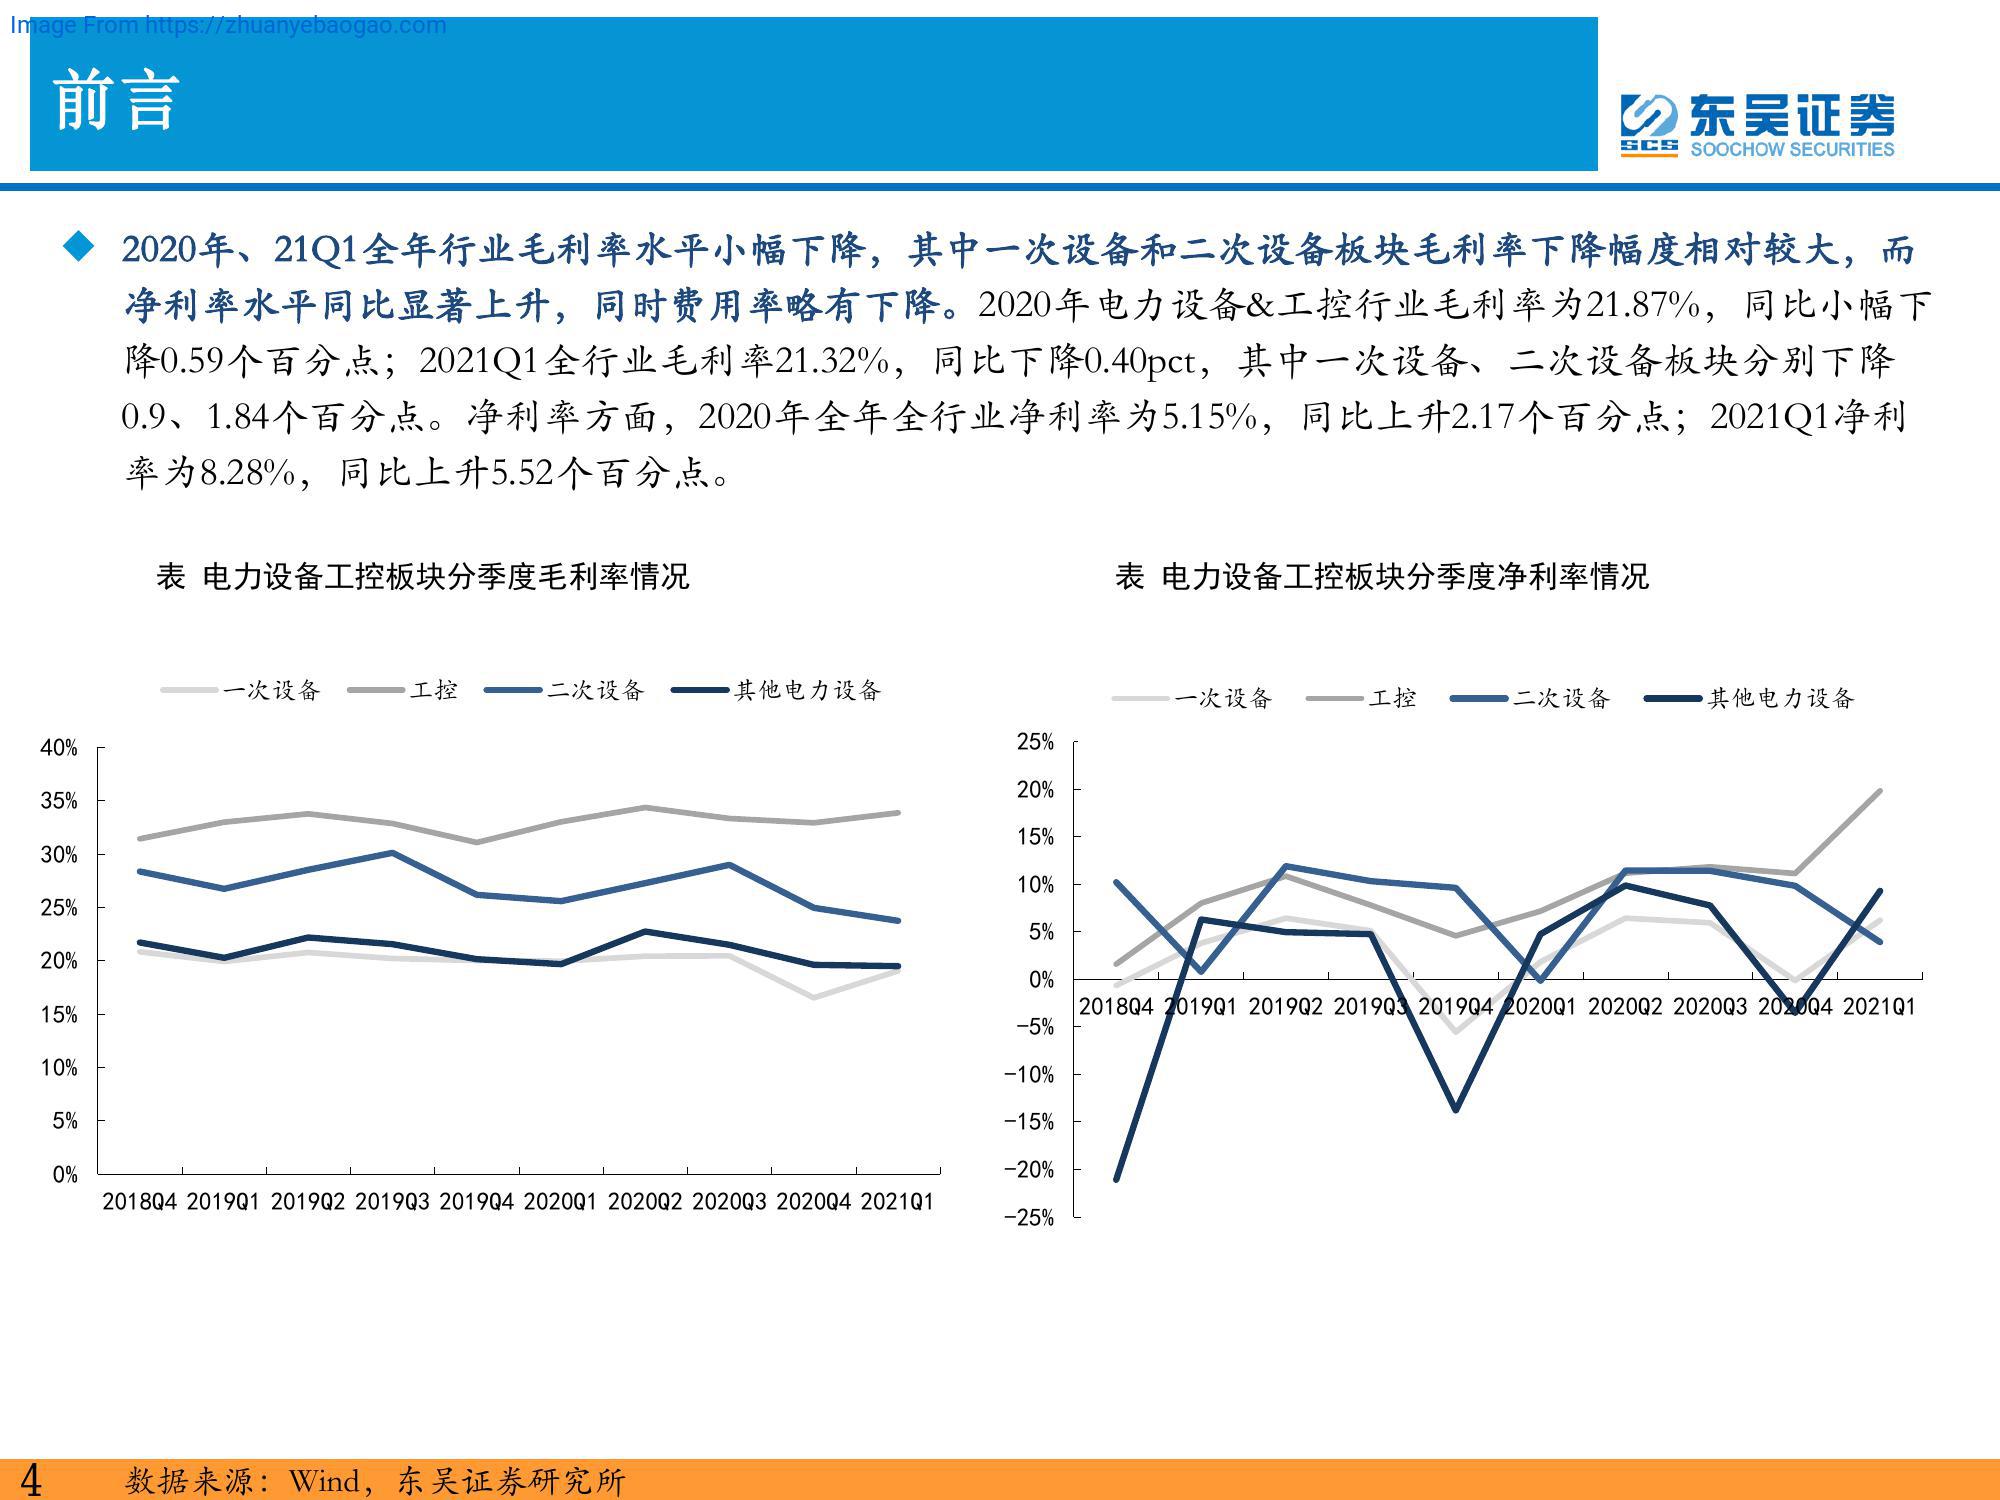 Image From https://zhuanyebaogao.com
前言
东吴证券
SCS
SOOCHOW SECURITIES
2020年、21Q1全年行业毛利率水平小幅下降，其中一次设备和二次设备板块毛利率下降幅度相对较大，而
净利率水平同比显著上升，同时费用率略有下降。2020年电力设备&工控行业毛利率为21.87%，同比小幅下
降0.59个百分点；2021Q1全行业毛利率21.32%，同比下降0.40pct，其中一次设备、二次设备板块分别下降
0.9、1.84个百分点。净利率方面，2020年全年全行业净利率为5.15%，同比上升2.17个百分点；2021Q1净利
率为8.28%，同比上升5.52个百分点。
表 电力设备工控板块分季度毛利率情况
一次设备 工控 二次设备 其他电力设备
40%
35%
30%
25%
20%
15%
10%
5%
0%
2018Q4 2019Q1 2019Q2 2019Q3 2019Q4 2020Q1 2020Q2 2020Q3 2020Q4 2021Q1
表 电力设备工控板块分季度净利率情况
一次设备 工控 二次设备 其他电力设备
25%
20%
15%
10%
5%
0%
2018Q4 2019Q1 2019Q2 2019Q3 2019Q4 2020Q1 2020Q2 2020Q3 2020Q4 2021Q1
-5%
-10%
-15%
-20%
-25%
4 数据来源：Wind，东吴证券研究所